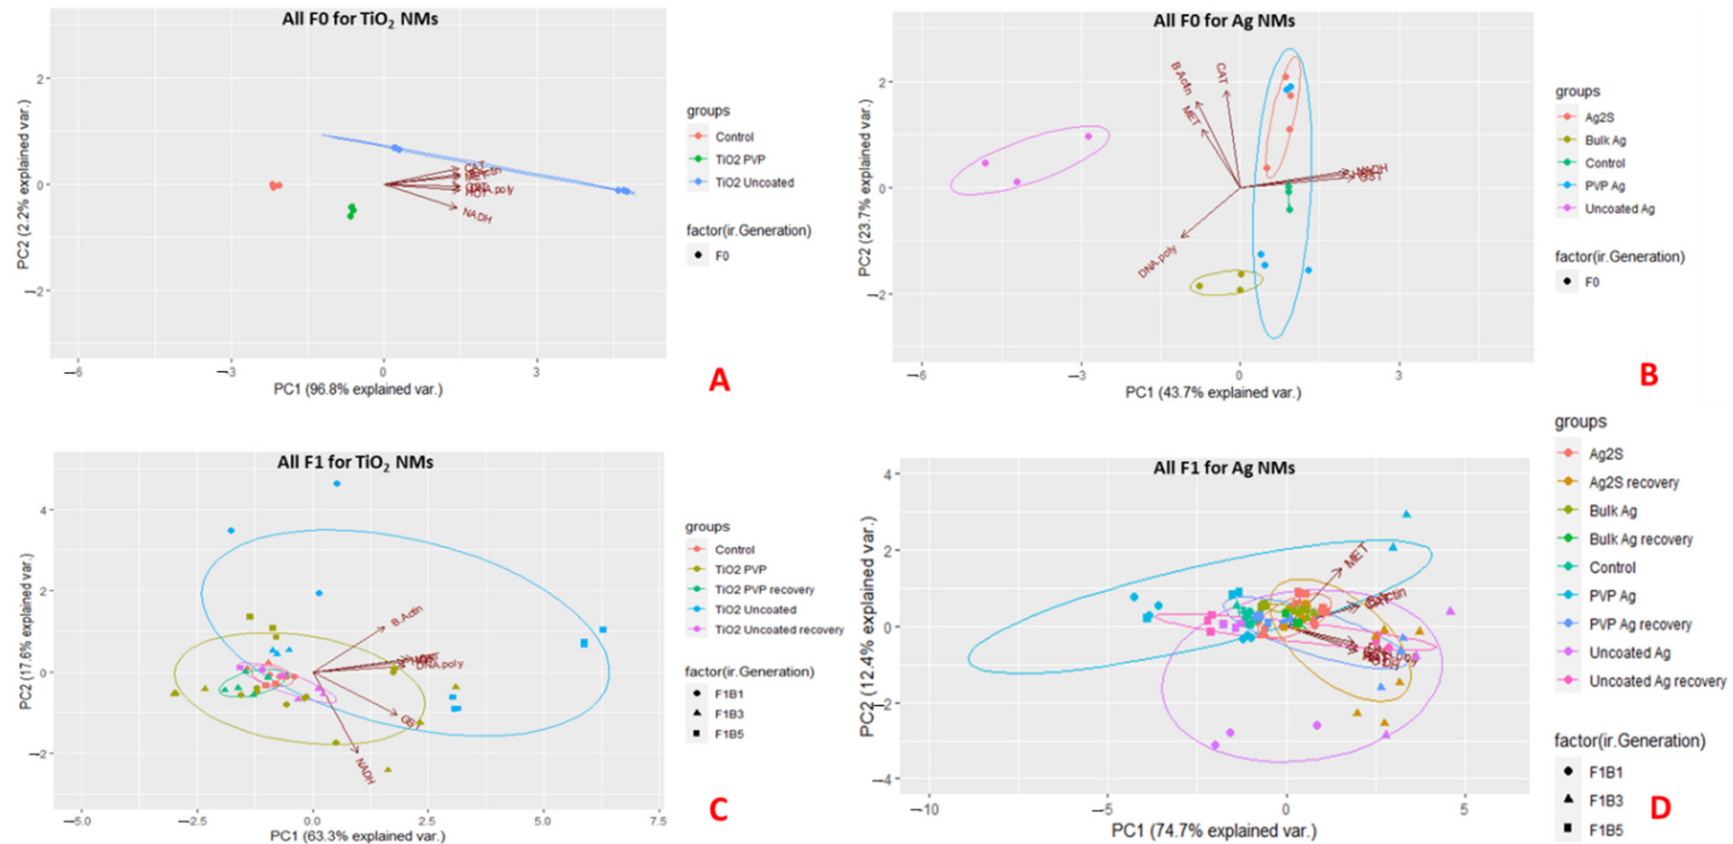 All F0 for TiO₂ NMs
PC2 (2.2% explained var.)
2
0
−2
−6
−3
0
3
PC1 (96.8% explained var.)
CAT
MET
DNA.poly
NADH
groups
Control
TiO2 PVP
TiO2 Uncoated
factor(ir.Generation)
F0
A
All F0 for Ag NMs
PC2 (23.7% explained var.)
2
0
−2
−6
−3
0
3
PC1 (43.7% explained var.)
B.Actn
CAT
MET
NADH
GST
DNA.poly
groups
Ag2S
Bulk Ag
Control
PVP Ag
Uncoated Ag
factor(ir.Generation)
F0
B
All F1 for TiO₂ NMs
PC2 (17.6% explained var.)
4
2
0
−2
−5.0
−2.5
0.0
2.5
5.0
7.5
PC1 (63.3% explained var.)
B.Actn
DNA.poly
GST
NADH
groups
Control
TiO2 PVP
TiO2 PVP recovery
TiO2 Uncoated
TiO2 Uncoated recovery
factor(ir.Generation)
F1B1
F1B3
F1B5
C
All F1 for Ag NMs
PC2 (12.4% explained var.)
4
2
0
−2
−4
−10
−5
0
5
PC1 (74.7% explained var.)
MET
groups
Ag2S
Ag2S recovery
Bulk Ag
Bulk Ag recovery
Control
PVP Ag
PVP Ag recovery
Uncoated Ag
Uncoated Ag recovery
factor(ir.Generation)
F1B1
F1B3
F1B5
D